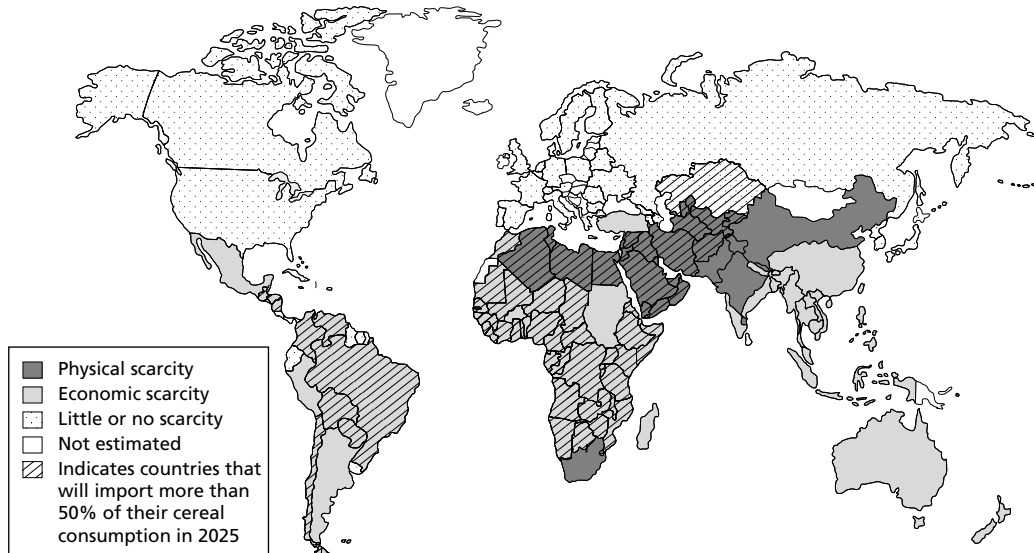 Physical scarcity
Economic scarcity
Little or no scarcity
Not estimated
Indicates countries that
will import more than
50% of their cereal
consumption in 2025